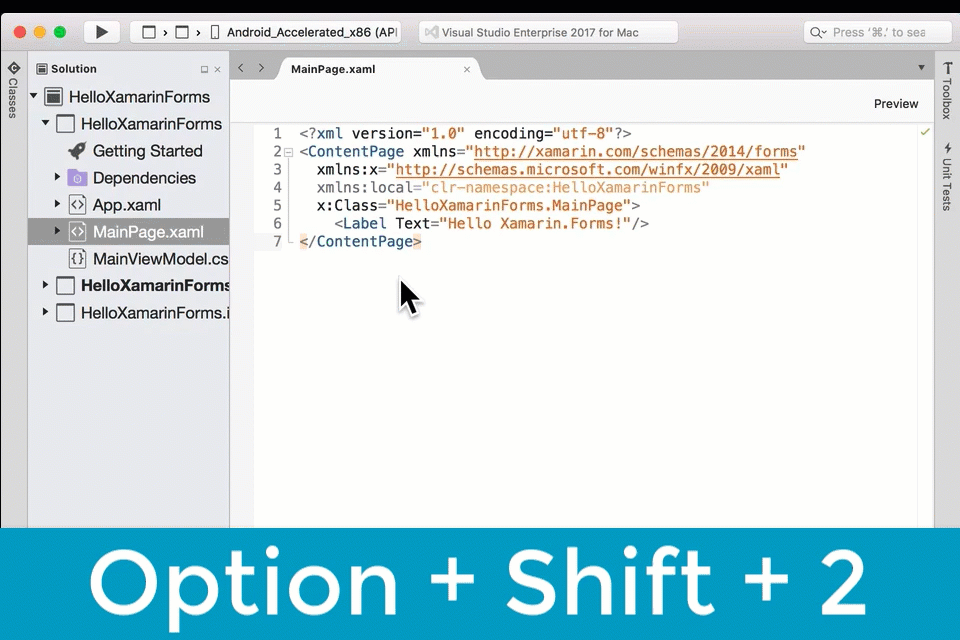 Android_Accelerated_x86 (API
Visual Studio Enterprise 2017 for Mac
Press '⌘.' to sea
Classes
Solution
HelloXamarinForms
HelloXamarinForms
Getting Started
Dependencies
App.xaml
MainPage.xaml
MainViewModel.cs
HelloXamarinForms
HelloXamarinForms.i
MainPage.xaml
Preview
1 <?xml version="1.0" encoding="utf-8"?>
2 <ContentPage xmlns="http://xamarin.com/schemas/2014/forms"
3 xmlns:x="http://schemas.microsoft.com/winfx/2009/xaml"
4 xmlns:local="clr-namespace:HelloXamarinForms"
5 x:Class="HelloXamarinForms.MainPage">
6 <Label Text="Hello Xamarin.Forms!"/>
7 </ContentPage>
Toolbox
Unit Tests
Option + Shift + 2